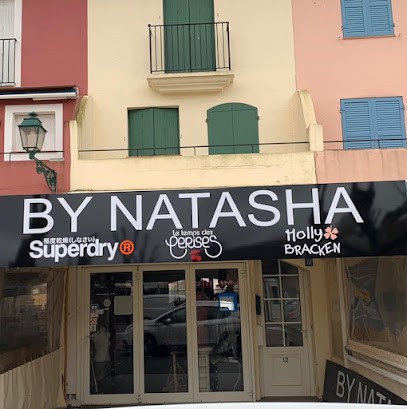 BY NATASHA
極度乾燥(しなさい)
Superdry®
le temps des
cerises
Holly
BRACKEN
12
BY NATASHA